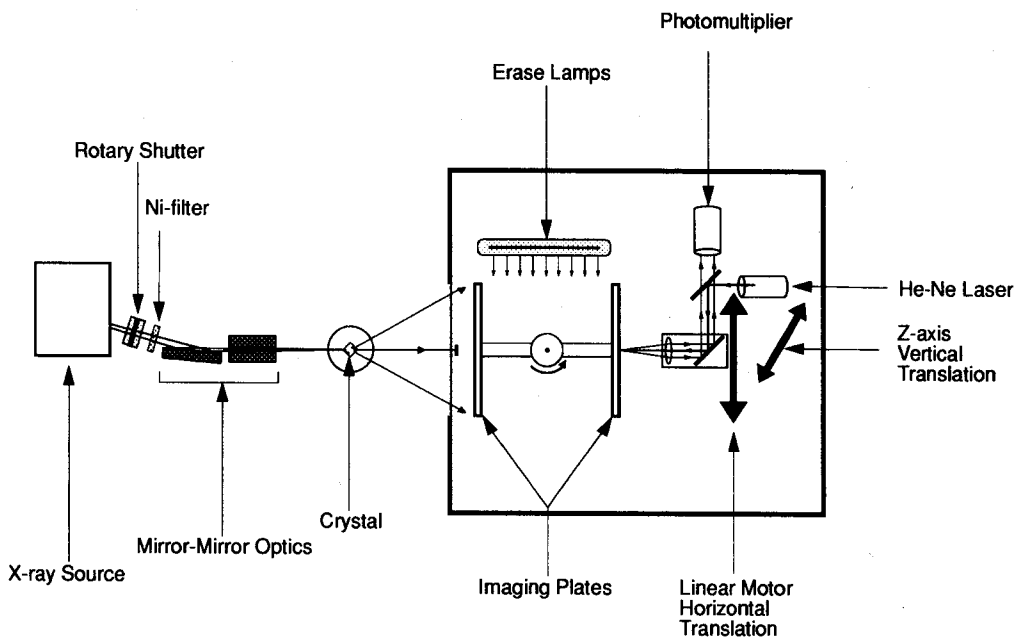 Photomultiplier
Erase Lamps
Rotary Shutter
Ni-filter
He-Ne Laser
Z-axis
Vertical
Translation
Crystal
Mirror-Mirror Optics
X-ray Source
Imaging Plates
Linear Motor
Horizontal
Translation